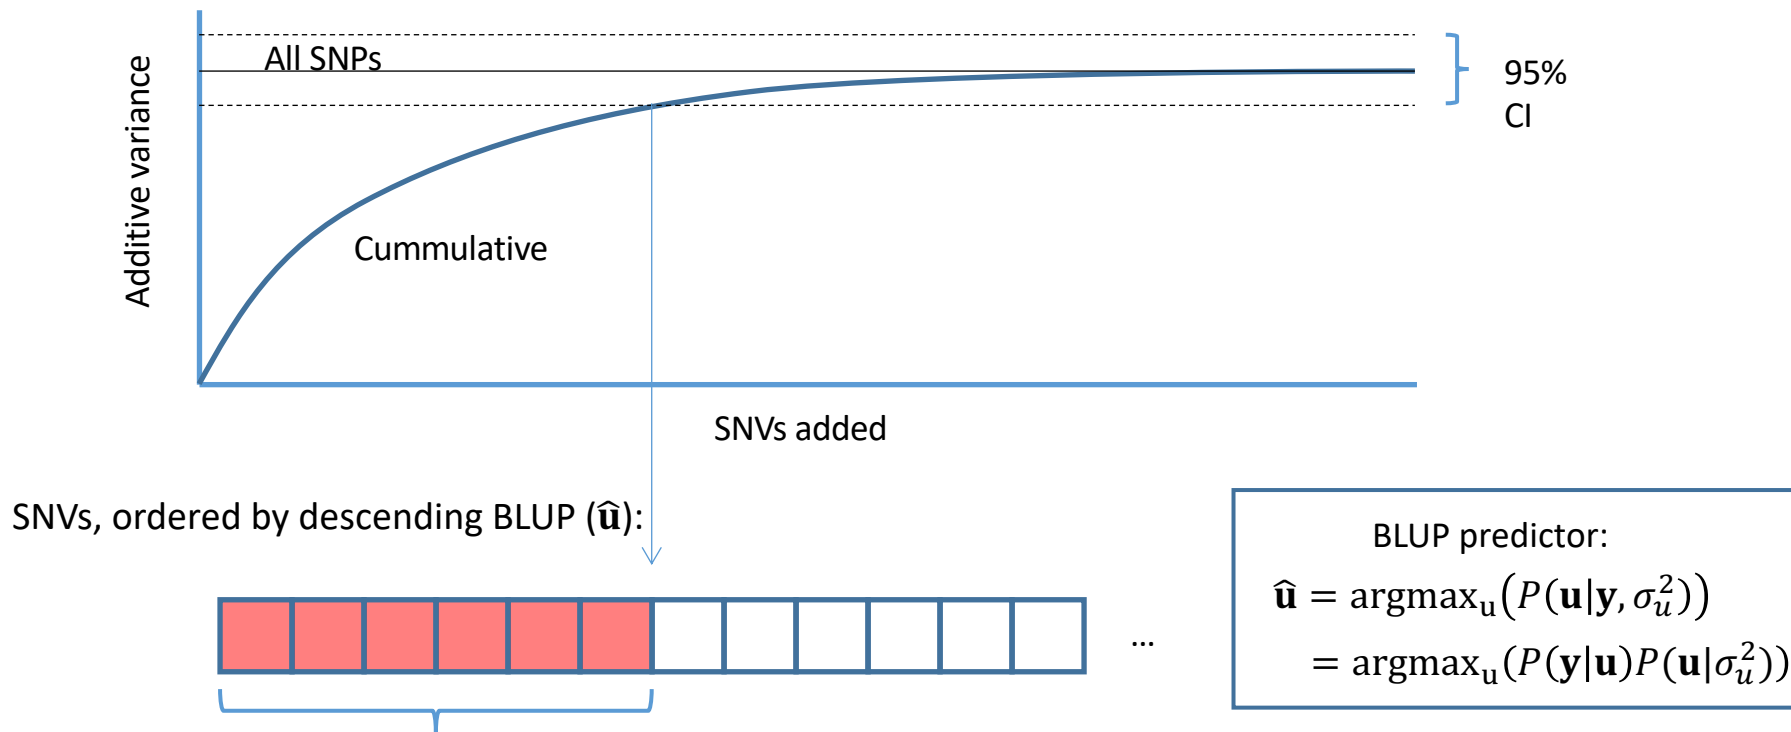 All SNPs
95%
CI
Additive variance
Cummulative
SNVs added
SNVs, ordered by descending BLUP (û):
...
BLUP predictor:
û = argmaxᵤ(P(u|y, σᵤ²))
= argmaxᵤ(P(y|u)P(u|σᵤ²))